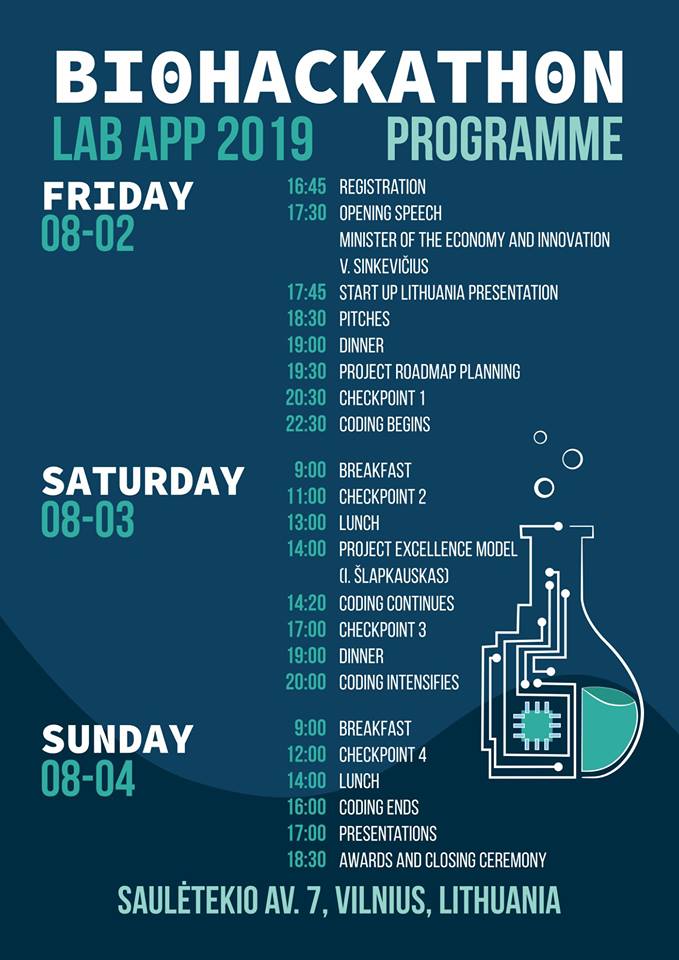 BIOHACKATHON
LAB APP 2019 PROGRAMME
FRIDAY
08-02
16:45 REGISTRATION
17:30 OPENING SPEECH
MINISTER OF THE ECONOMY AND INNOVATION
V. SINKEVIČIUS
17:45 START UP LITHUANIA PRESENTATION
18:30 PITCHES
19:00 DINNER
19:30 PROJECT ROADMAP PLANNING
20:30 CHECKPOINT 1
22:30 CODING BEGINS
SATURDAY
08-03
9:00 BREAKFAST
11:00 CHECKPOINT 2
13:00 LUNCH
14:00 PROJECT EXCELLENCE MODEL
(I. ŠLAPKAUSKAS)
14:20 CODING CONTINUES
17:00 CHECKPOINT 3
19:00 DINNER
20:00 CODING INTENSIFIES
SUNDAY
08-04
9:00 BREAKFAST
12:00 CHECKPOINT 4
14:00 LUNCH
16:00 CODING ENDS
17:00 PRESENTATIONS
18:30 AWARDS AND CLOSING CEREMONY
SAULĖTEKIO AV. 7, VILNIUS, LITHUANIA